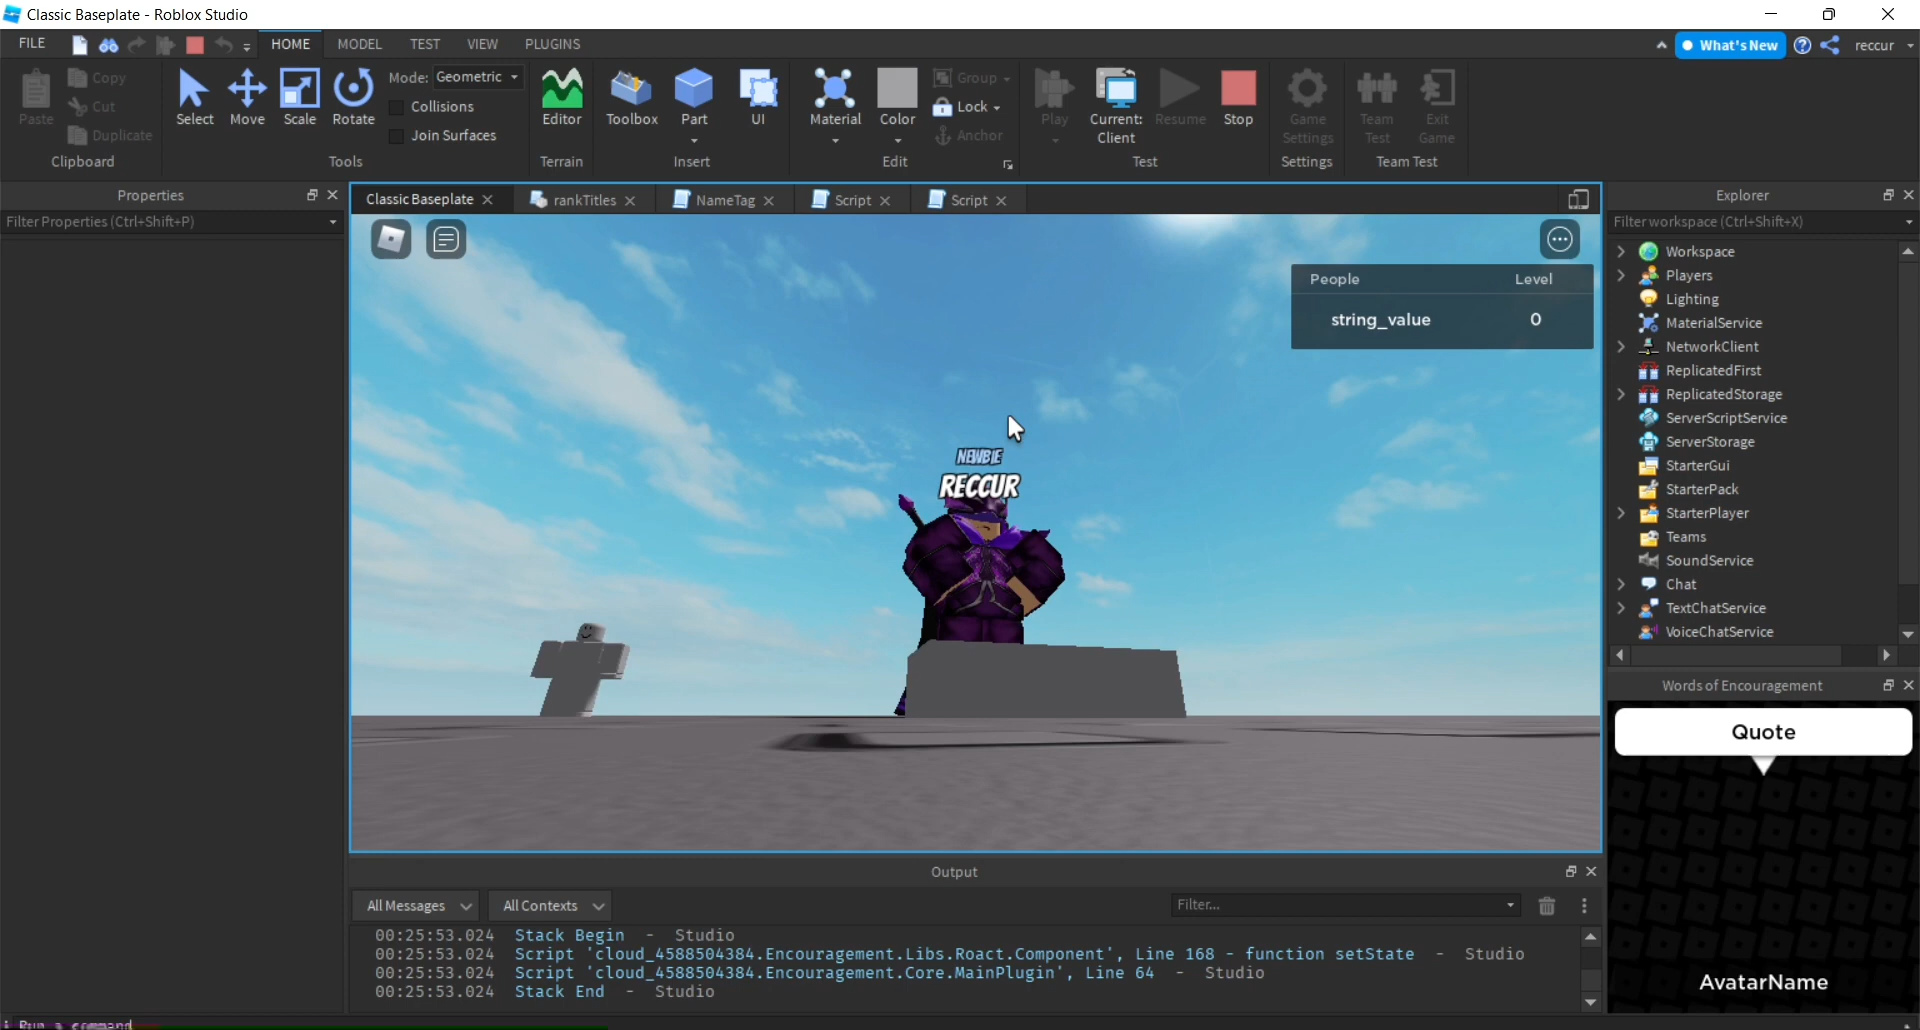 Classic Baseplate - Roblox Studio
FILE
HOME
MODEL
TEST
VIEW
PLUGINS
What's New
reccur
Paste
Copy
Cut
Duplicate
Clipboard
Select
Move
Scale
Rotate
Mode: Geometric
Collisions
Join Surfaces
Tools
Editor
Terrain
Toolbox
Part
UI
Insert
Material
Color
Group
Lock
Anchor
Edit
Play
Current:
Client
Resume
Stop
Test
Game
Settings
Settings
Team
Test
Exit
Game
Team Test
Properties
Filter Properties (Ctrl+Shift+P)
Classic Baseplate
rankTitles
NameTag
Script
Script
People Level
string_value 0
NEWBIE
RECCUR
Explorer
Filter workspace (Ctrl+Shift+X)
Workspace
Players
Lighting
MaterialService
NetworkClient
ReplicatedFirst
ReplicatedStorage
ServerScriptService
ServerStorage
StarterGui
StarterPack
StarterPlayer
Teams
SoundService
Chat
TextChatService
VoiceChatService
Words of Encouragement
Quote
AvatarName
Output
All Messages
All Contexts
Filter...
00:25:53.024 Stack Begin - Studio
00:25:53.024 Script 'cloud_4588504384.Encouragement.Libs.Roact.Component', Line 168 - function setState - Studio
00:25:53.024 Script 'cloud_4588504384.Encouragement.Core.MainPlugin', Line 64 - Studio
00:25:53.024 Stack End - Studio
Run a command